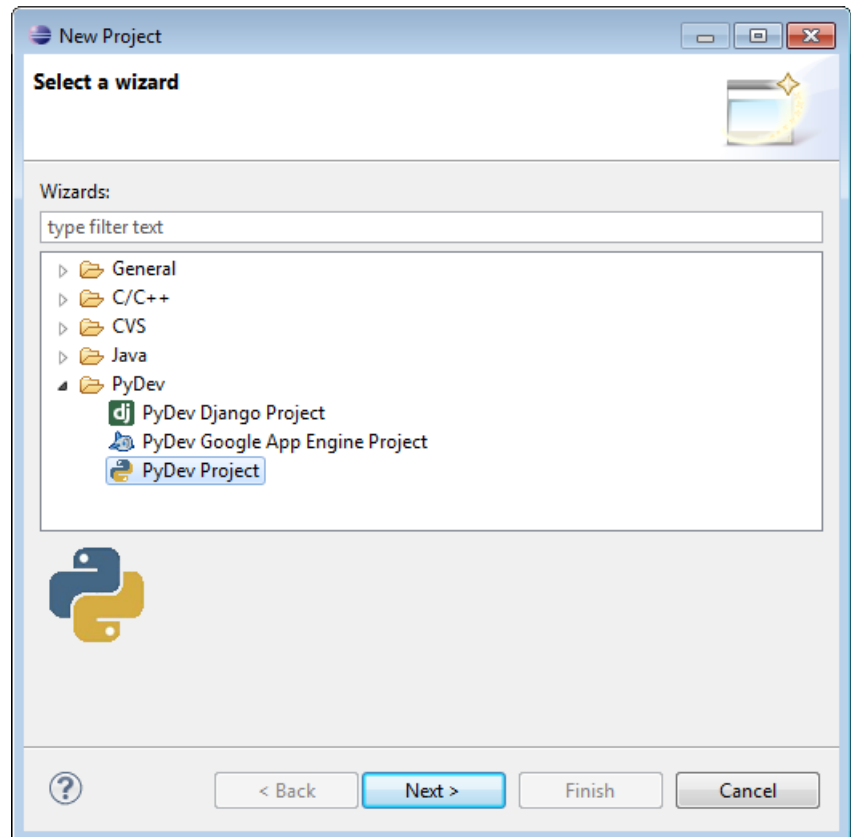 New Project
Select a wizard
Wizards:
type filter text
General
C/C++
CVS
Java
PyDev
dj PyDev Django Project
PyDev Google App Engine Project
PyDev Project
? < Back Next > Finish Cancel